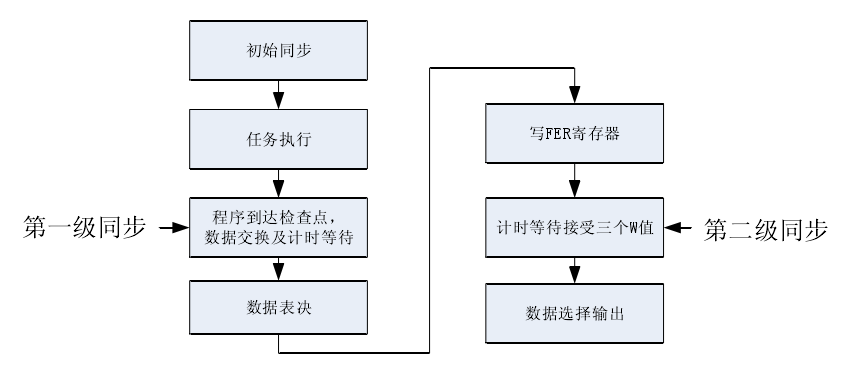 初始同步
任务执行
第一级同步
程序到达检查点，
数据交换及计时等待
数据表决
写FER寄存器
计时等待接受三个W值
第二级同步
数据选择输出